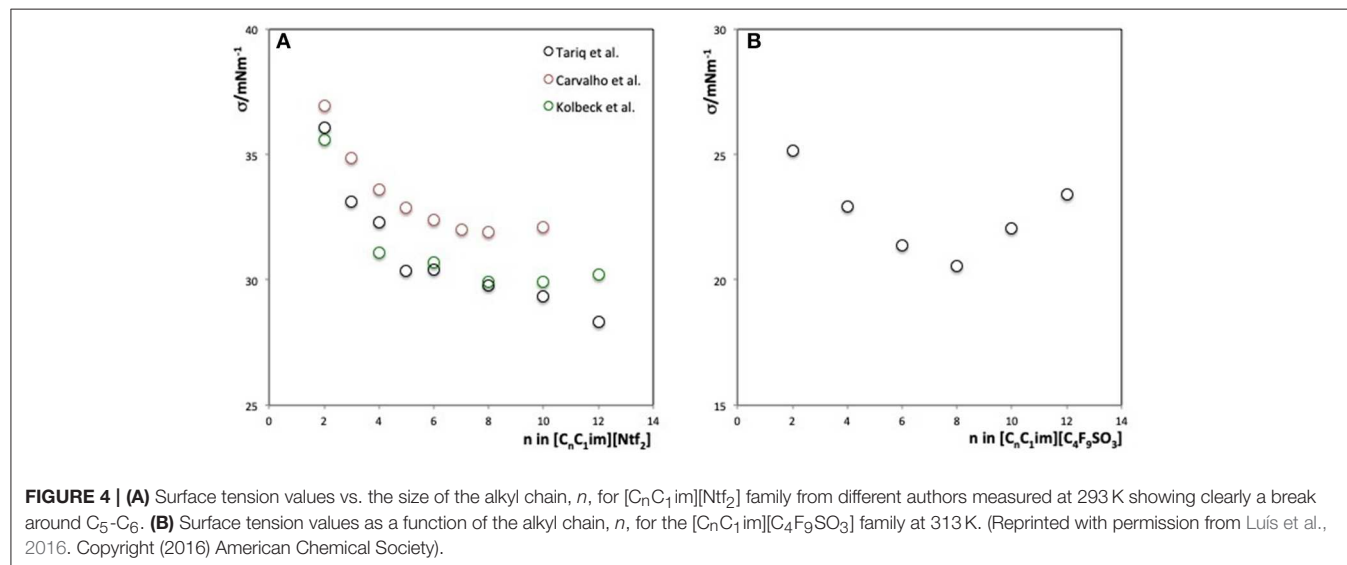 A
B
40
35
30
25
σ/mNm⁻¹
Tariq et al.
Carvalho et al.
Kolbeck et al.
0 2 4 6 8 10 12 14
n in [CₙC₁im][Ntf₂]
30
25
20
15
σ/mNm⁻¹
0 2 4 6 8 10 12 14
n in [CₙC₁im][C₄F₉SO₃]
FIGURE 4 | (A) Surface tension values vs. the size of the alkyl chain, n, for [CₙC₁im][Ntf₂] family from different authors measured at 293 K showing clearly a break
around C₅-C₆. (B) Surface tension values as a function of the alkyl chain, n, for the [CₙC₁im][C₄F₉SO₃] family at 313 K. (Reprinted with permission from Luís et al.,
2016. Copyright (2016) American Chemical Society).